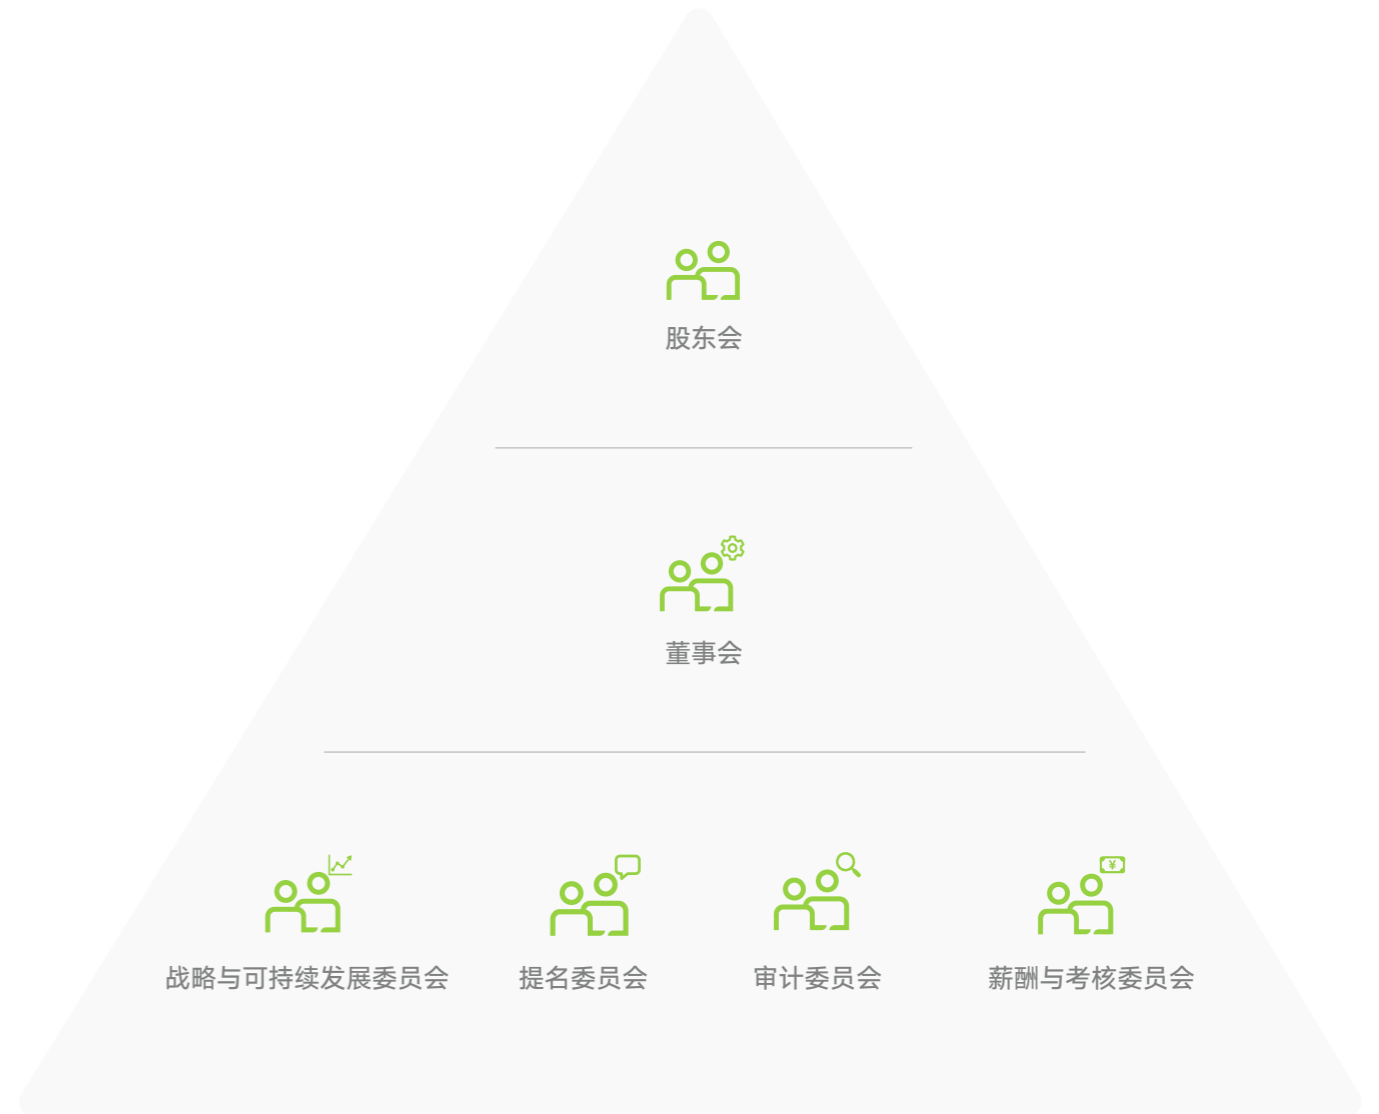 股东会
董事会
战略与可持续发展委员会
提名委员会
审计委员会
薪酬与考核委员会